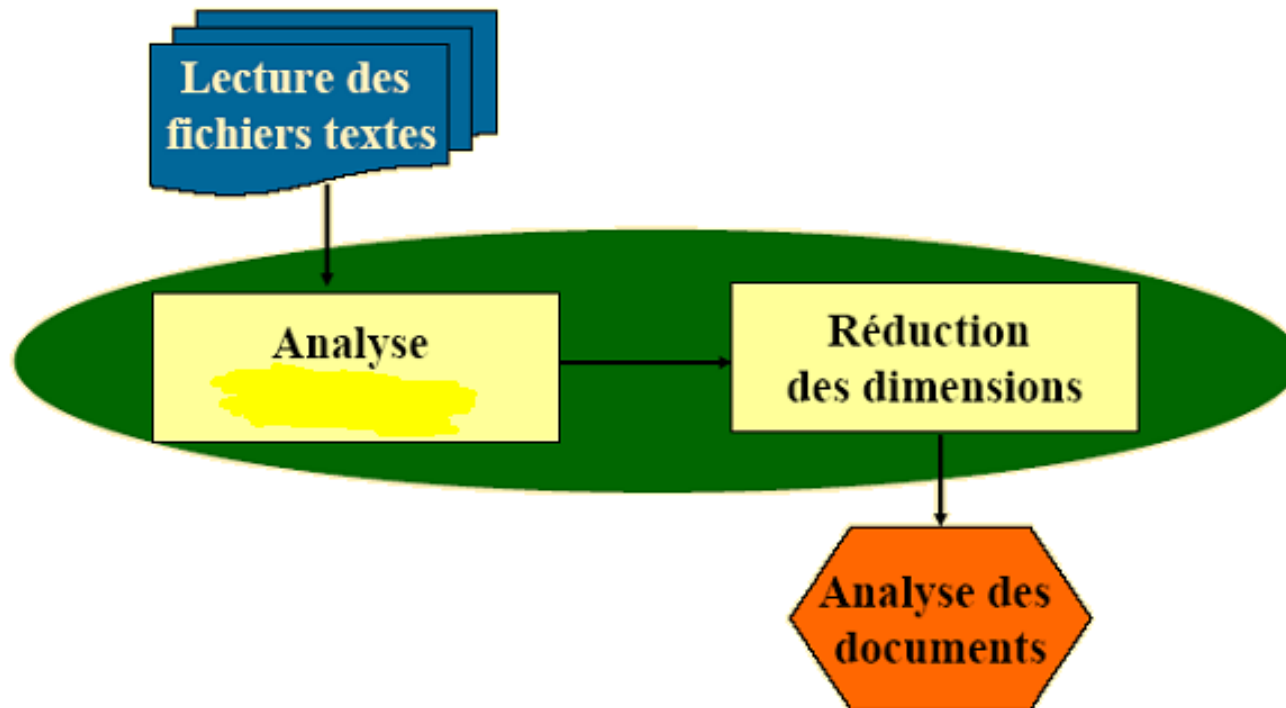 Lecture des
fichiers textes
Analyse
Réduction
des dimensions
Analyse des
documents